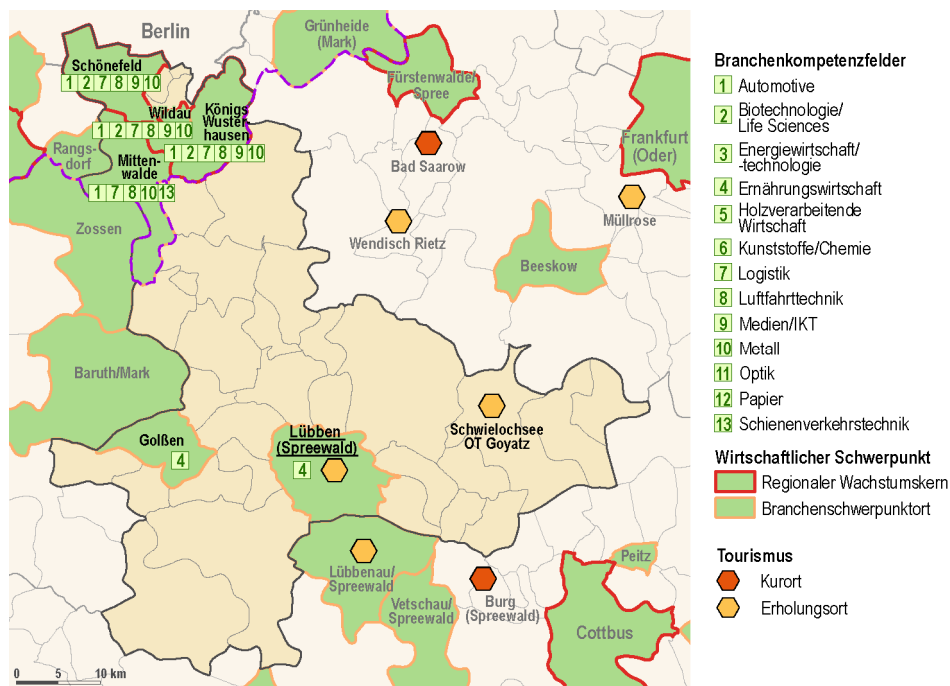 Berlin
Grünheide
(Mark)
Schönefeld
1 2 7 8 9 10
Fürstenwalde/
Spree
Wildau
1 2 7 8 9 10
Königs
Wuster-
hausen
1 2 7 8 9 10
Rangs-
dorf
Mitten-
walde
1 7 8 10 13
Frankfurt
(Oder)
Bad Saarow
Müllrose
Zossen
Wendisch Rietz
Beeskow
Baruth/Mark
Golßen
4
Lübben
(Spreewald)
4
Schwielochsee
OT Goyatz
Lübbenau/
Spreewald
Vetschau/
Spreewald
Burg
(Spreewald)
Peitz
Cottbus
0 5 10 km
Branchenkompetenzfelder
1 Automotive
2 Biotechnologie/
Life Sciences
3 Energiewirtschaft/
-technologie
4 Ernährungswirtschaft
5 Holzverarbeitende
Wirtschaft
6 Kunststoffe/Chemie
7 Logistik
8 Luftfahrttechnik
9 Medien/IKT
10 Metall
11 Optik
12 Papier
13 Schienenverkehrstechnik
Wirtschaftlicher Schwerpunkt
Regionaler Wachstumskern
Branchenschwerpunktort
Tourismus
Kurort
Erholungsort